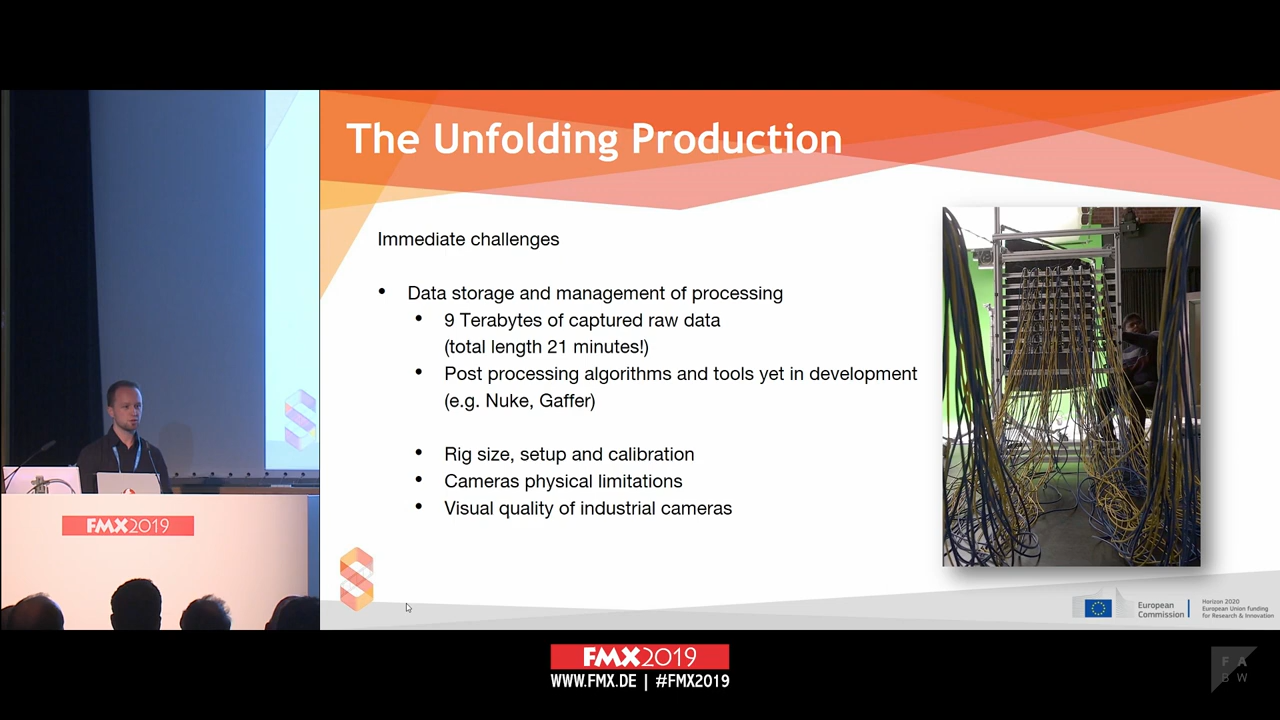 The Unfolding Production
Immediate challenges
• Data storage and management of processing
• 9 Terabytes of captured raw data
(total length 21 minutes!)
• Post processing algorithms and tools yet in development
(e.g. Nuke, Gaffer)
• Rig size, setup and calibration
• Cameras physical limitations
• Visual quality of industrial cameras
FMX2019
European
Commission
Horizon 2020
European Union funding
for Research & Innovation
FMX2019
WWW.FMX.DE | #FMX2019
F A
B W